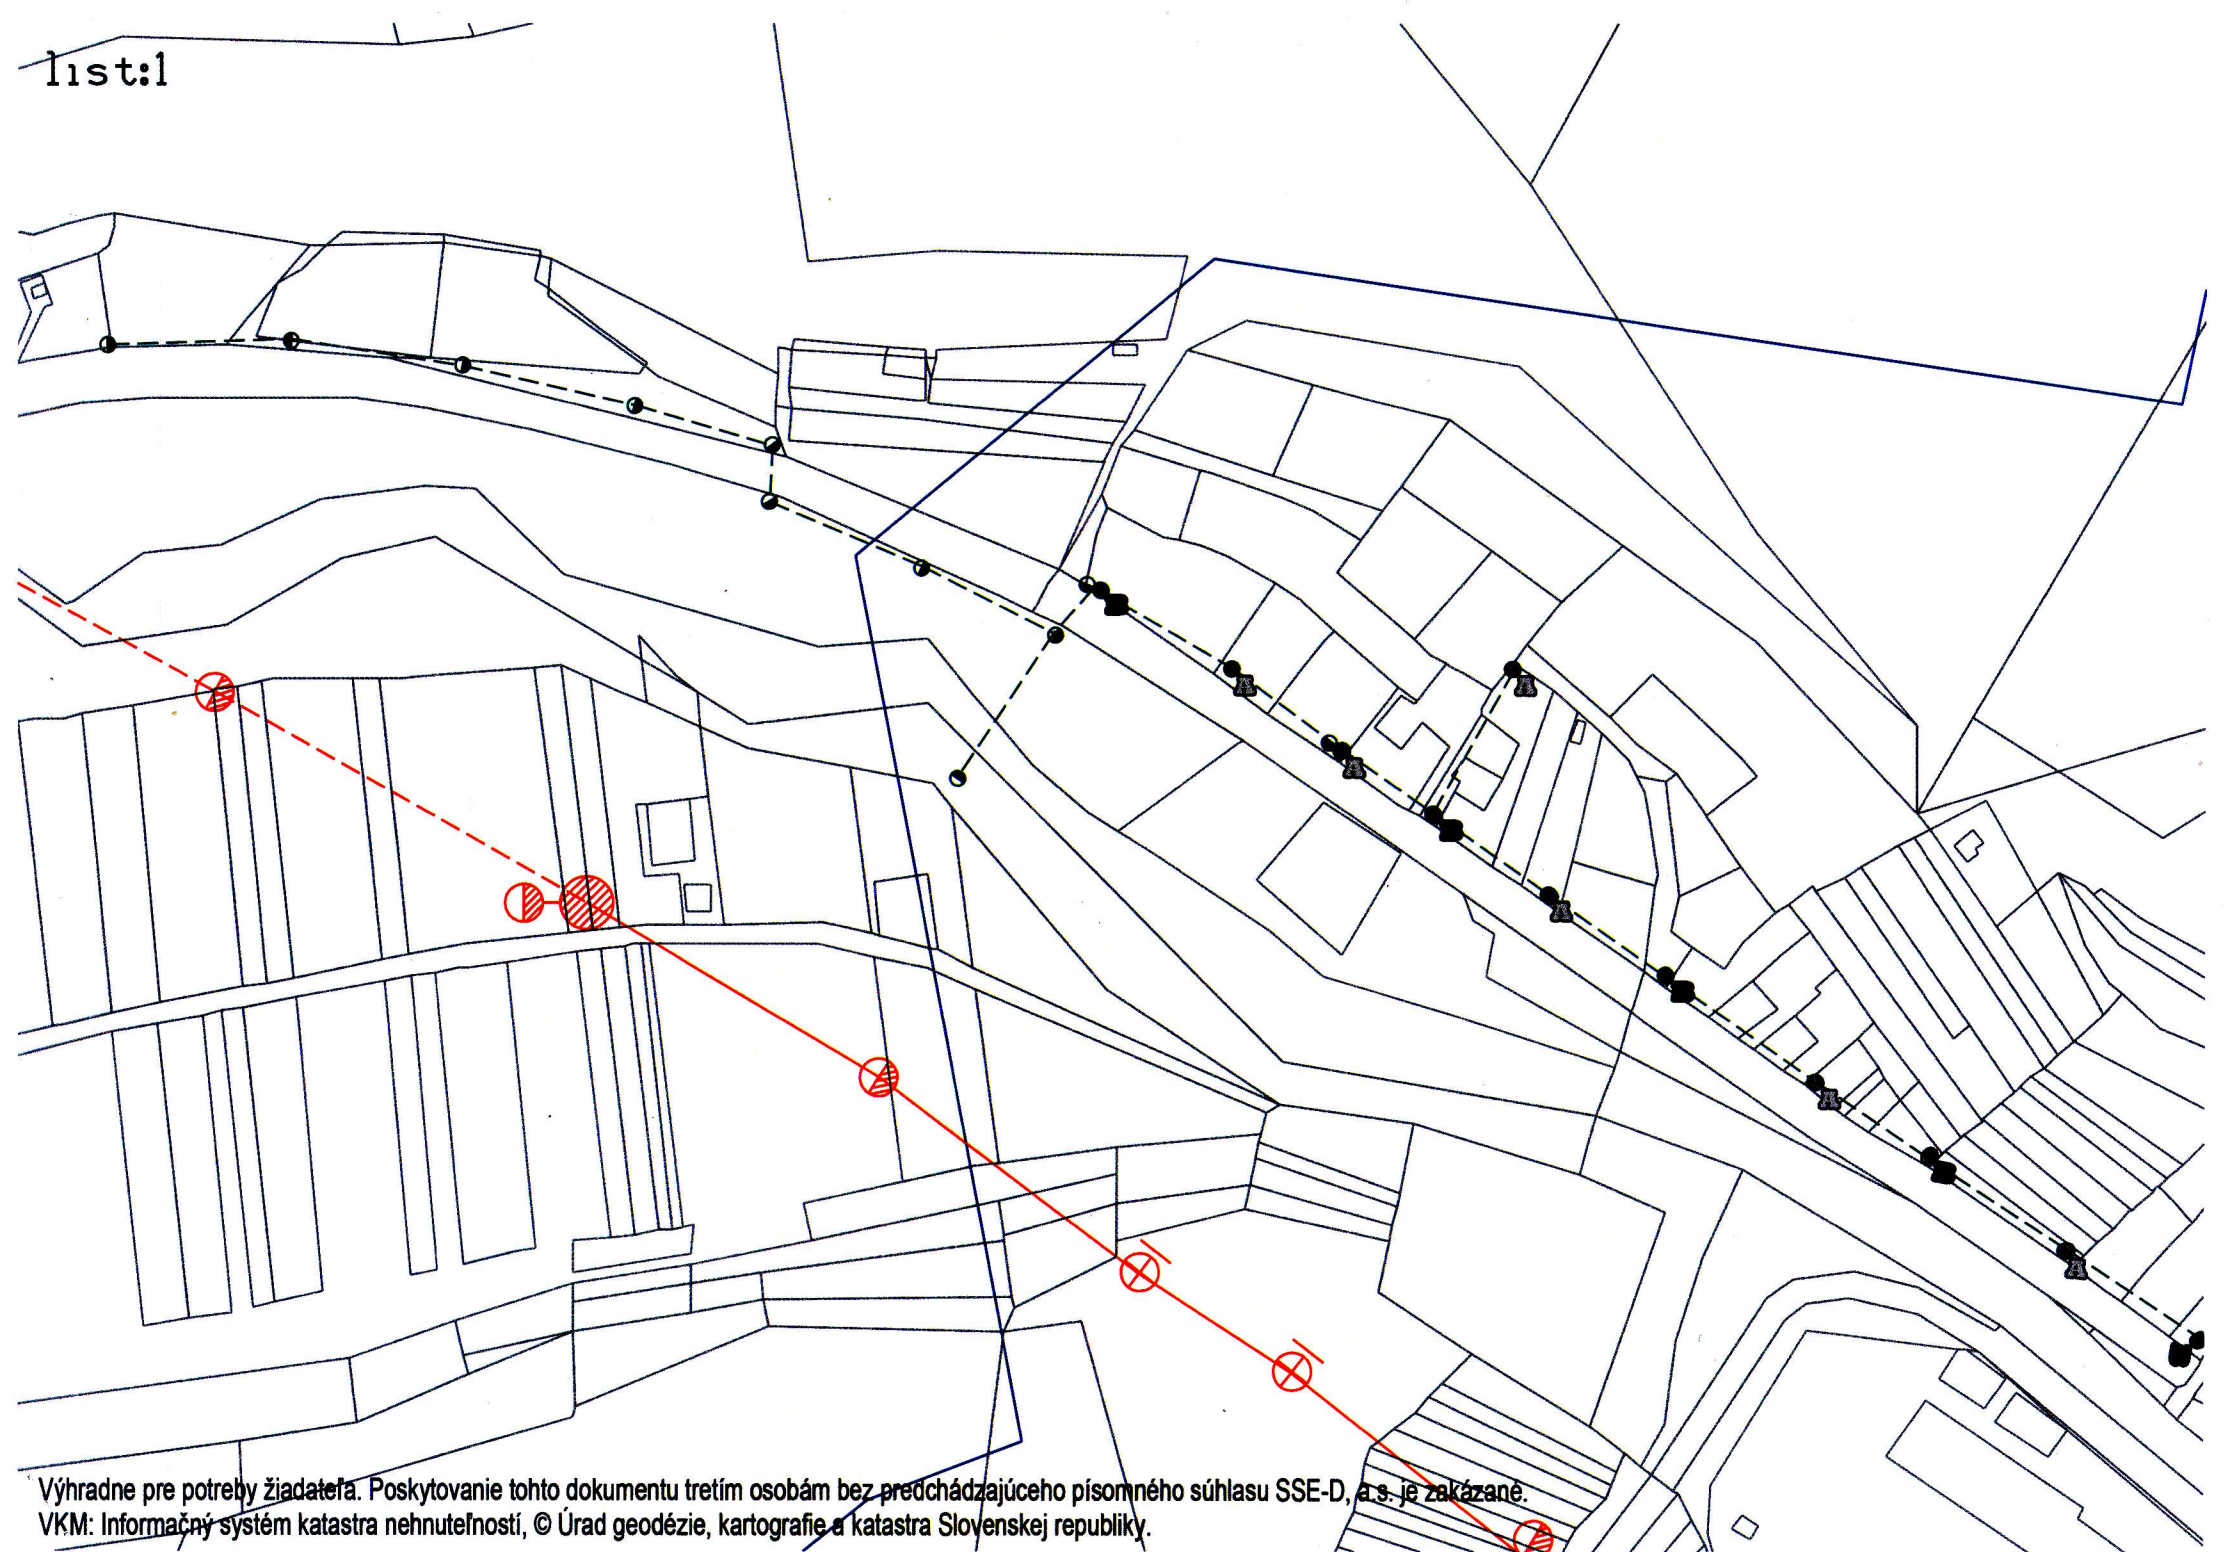 list:1
A
A
A
A
A
A
Výhradne pre potreby žiadateľa. Poskytovanie tohto dokumentu tretím osobám bez predchádzajúceho písomného súhlasu SSE-D, a.s. je zakázané.
VKM: Informačný systém katastra nehnuteľností, © Úrad geodézie, kartografie a katastra Slovenskej republiky.